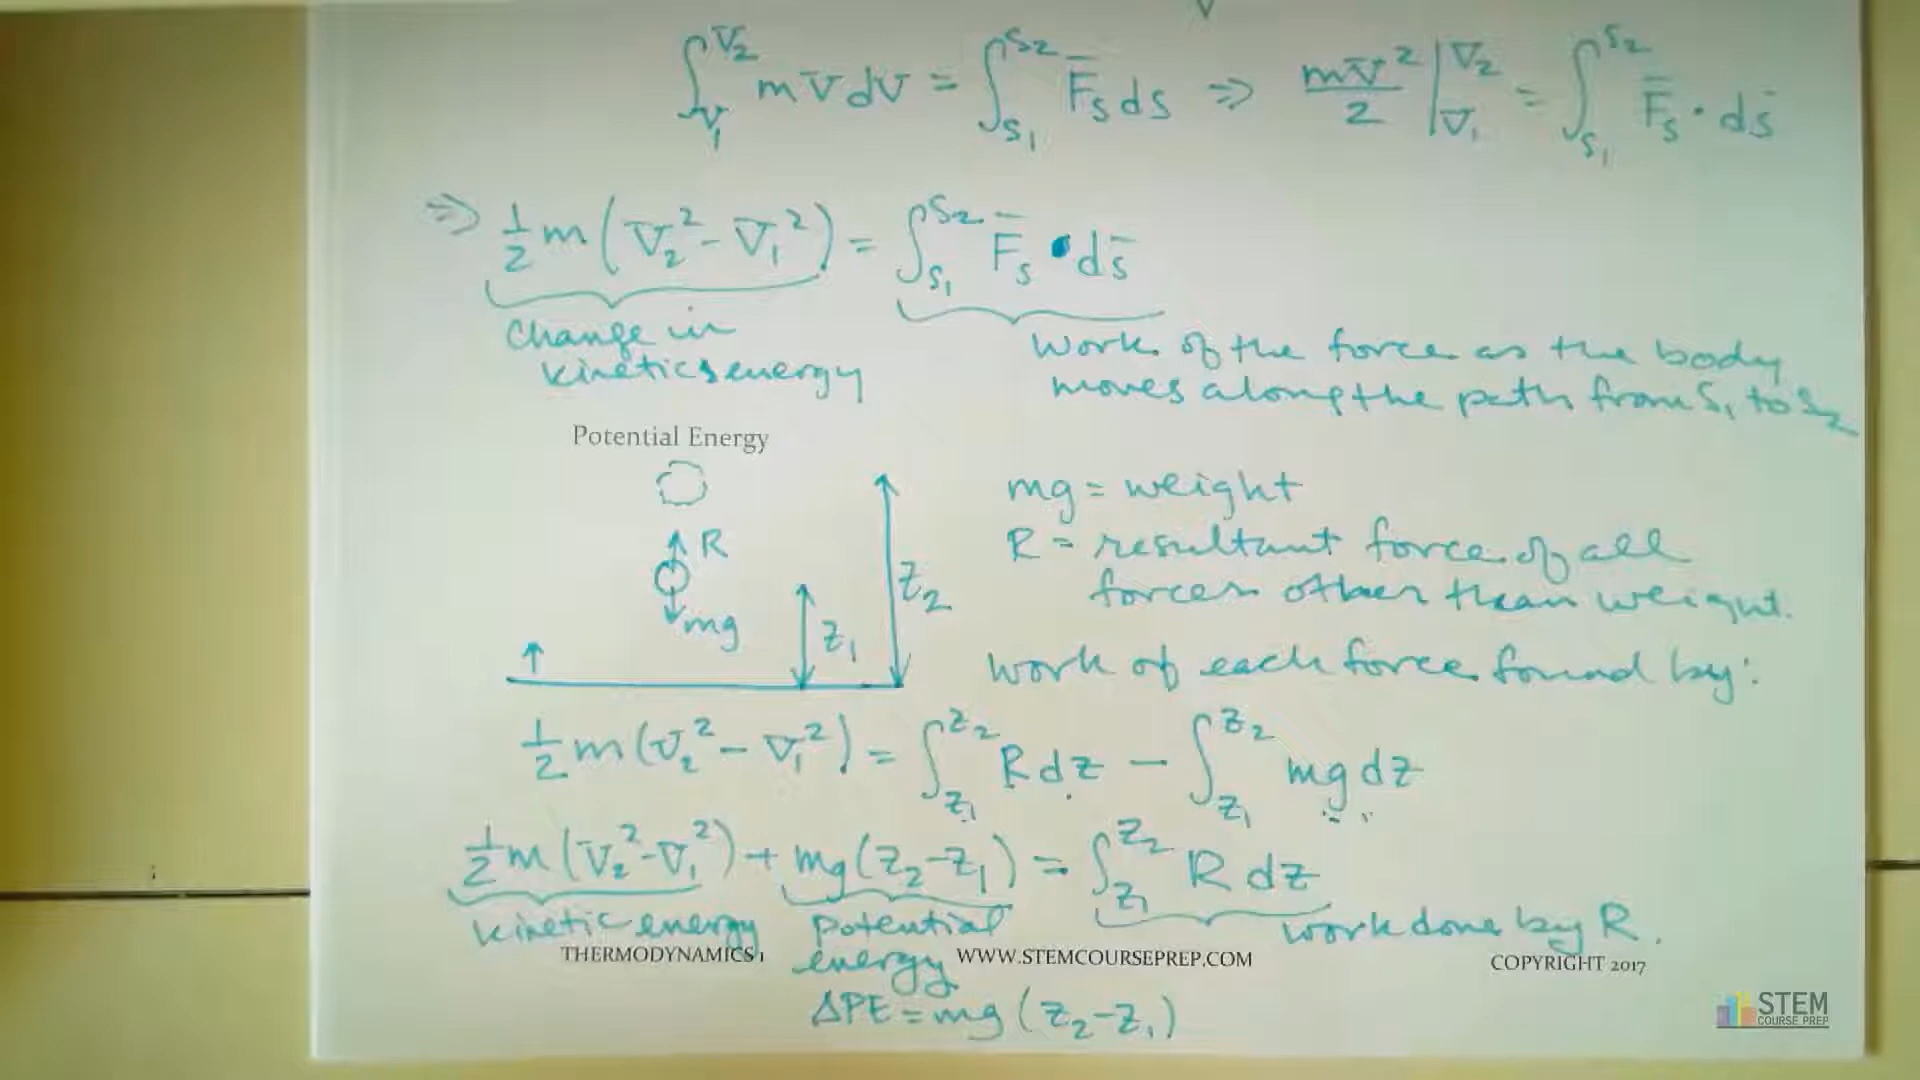 ∫_{V₁}^{V₂} m V dV = ∫_{S₁}^{S₂} F̄ₛ ds ⇒ mV²/2 |_{V₁}^{V₂} = ∫_{S₁}^{S₂} F̄ₛ · ds̄
⇒ ½ m (V₂² - V₁²) = ∫_{S₁}^{S₂} F̄ₛ · ds̄
Change in
kinetics energy
work of the force as the body
moves along the path from S₁ to S₂
Potential Energy
mg = weight
R
R = resultant force of all
forces other than weight.
mg
z₁
z₂
work of each force found by:
½ m (V₂² - V₁²) = ∫_{z₁}^{z₂} R dz - ∫_{z₁}^{z₂} mg dz
½ m (V₂² - V₁²) + mg (z₂ - z₁) = ∫_{z₁}^{z₂} R dz
kinetic energy
potential
energy
work done by R.
THERMODYNAMICS 1
WWW.STEMCOURSEPREP.COM
COPYRIGHT 2017
ΔPE = mg (z₂ - z₁)
STEM
COURSE PREP